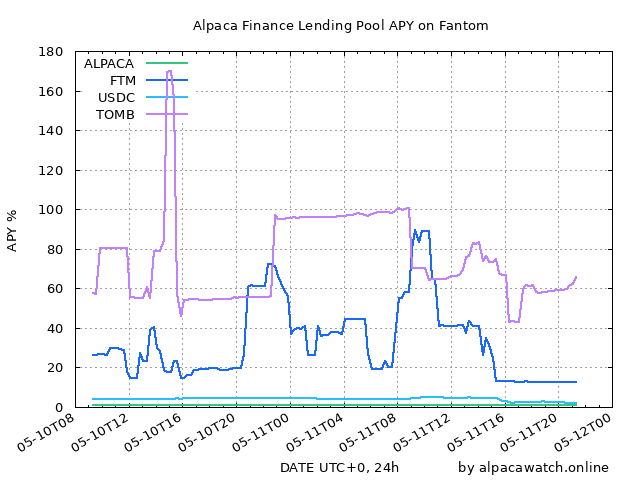 Alpaca Finance Lending Pool APY on Fantom
180
160
140
120
100
80
60
40
20
0
APY %
ALPACA
FTM
USDC
TOMB
05-10T08
05-10T12
05-10T16
05-10T20
05-11T00
05-11T04
05-11T08
05-11T12
05-11T16
05-11T20
05-12T00
DATE UTC+0, 24h
by alpacawatch.online